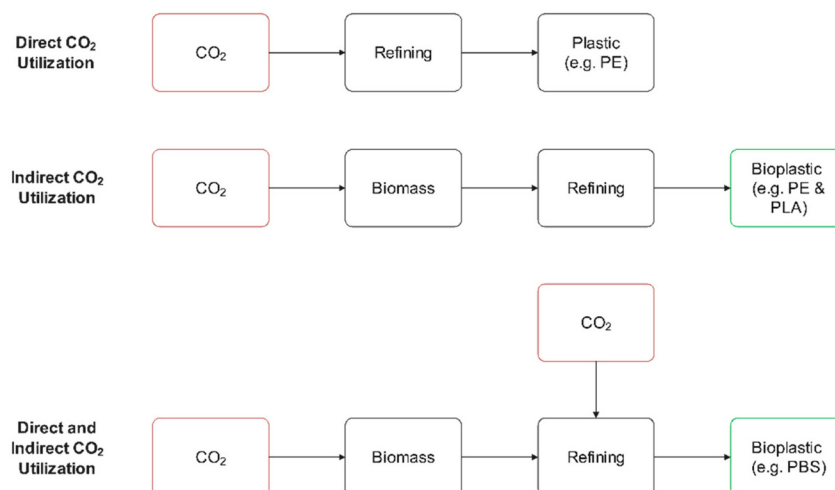 Direct CO₂
Utilization
CO₂
Refining
Plastic
(e.g. PE)
Indirect CO₂
Utilization
CO₂
Biomass
Refining
Bioplastic
(e.g. PE &
PLA)
CO₂
Direct and
Indirect CO₂
Utilization
CO₂
Biomass
Refining
Bioplastic
(e.g. PBS)